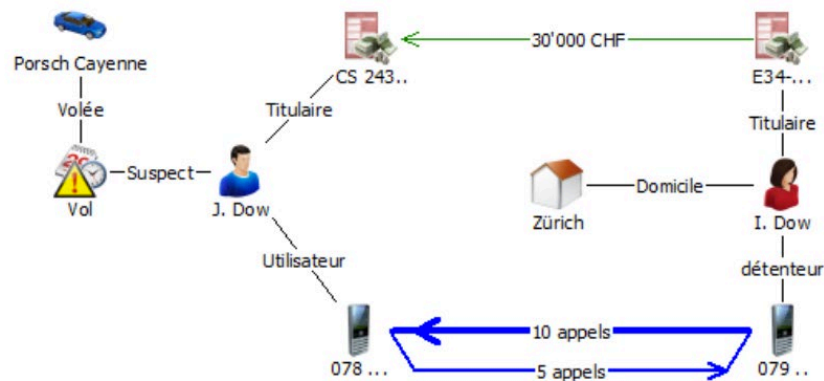 30'000 CHF
Porsch Cayenne
CS 243..
E34-...
Volée
Titulaire
Titulaire
Suspect
Domicile
Vol
J. Dow
Zürich
I. Dow
Utilisateur
détenteur
10 appels
078 ...
5 appels
079 ...